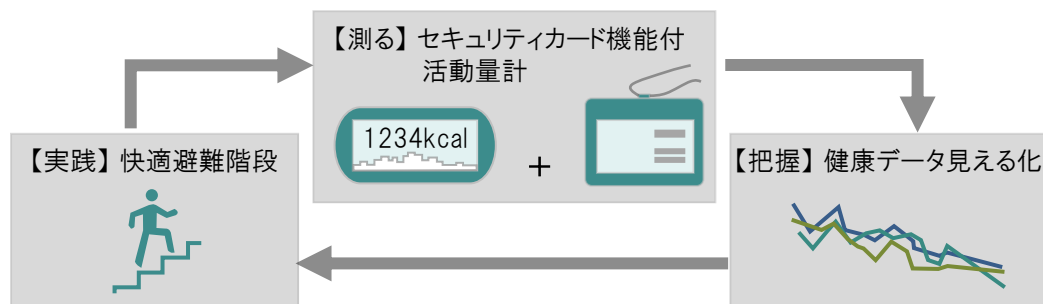 【測る】セキュリティカード機能付
活動量計
1234kcal
+
【実践】快適避難階段
【把握】健康データ見える化